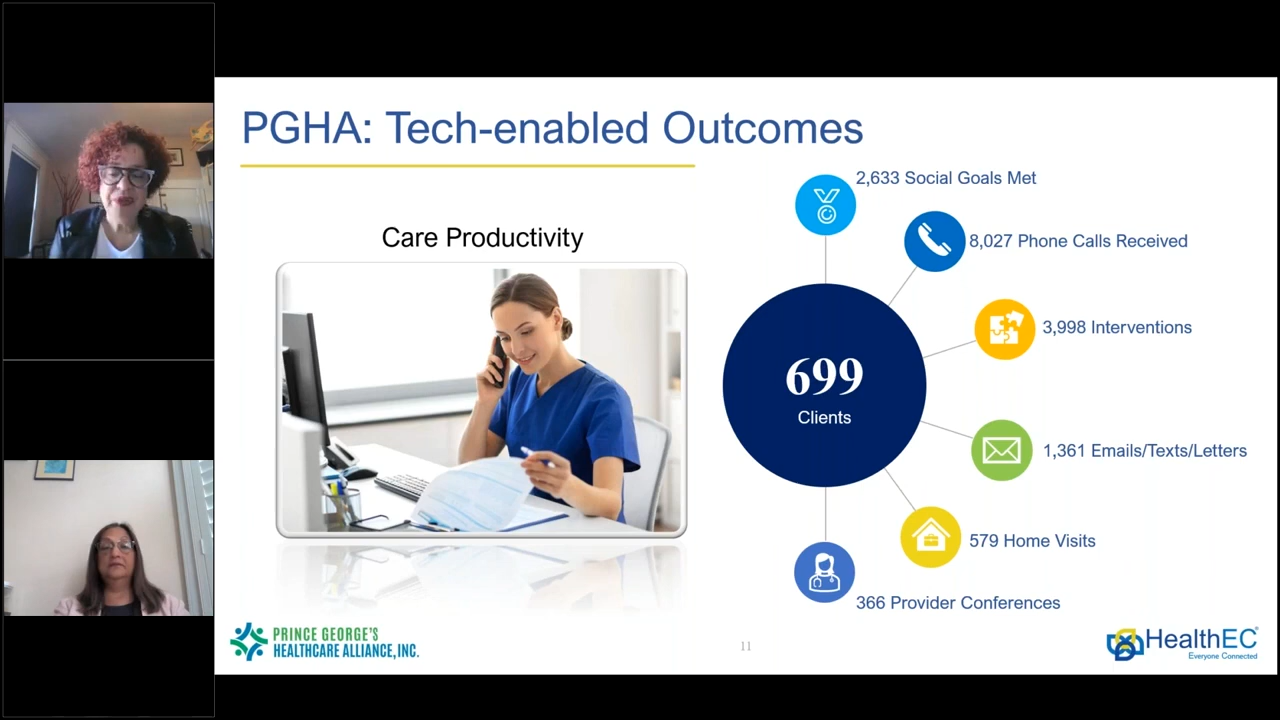 PGHA: Tech-enabled Outcomes
Care Productivity
2,633 Social Goals Met
8,027 Phone Calls Received
3,998 Interventions
699
Clients
1,361 Emails/Texts/Letters
579 Home Visits
366 Provider Conferences
PRINCE GEORGE'S
HEALTHCARE ALLIANCE, INC.
11
HealthEC®
Everyone Connected